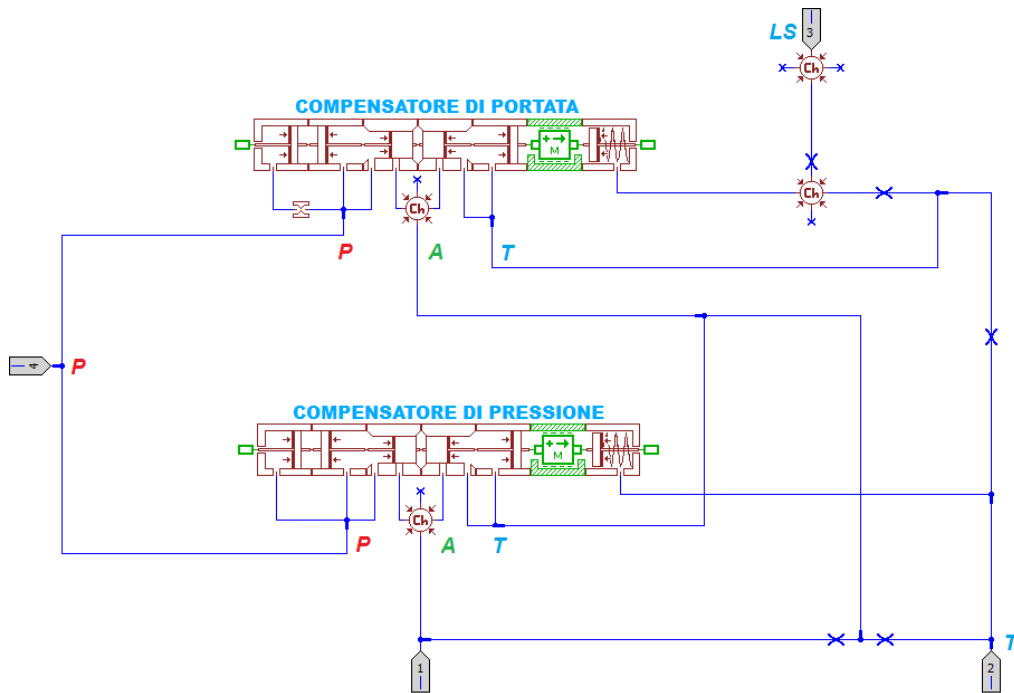 LS
3
Ch
COMPENSATORE DI PORTATA
M
Ch
Ch
P
A
T
4
P
COMPENSATORE DI PRESSIONE
M
Ch
P
A
T
T
1
2